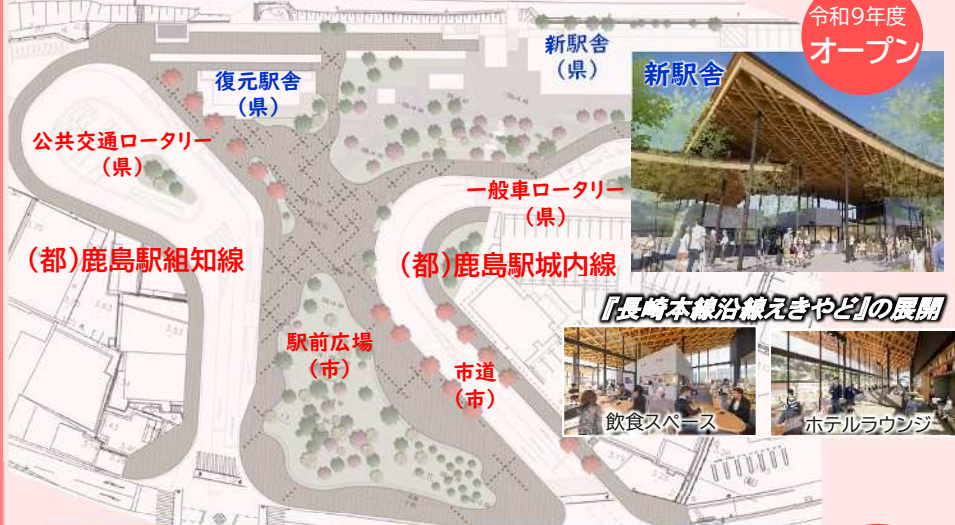 令和9年度
オープン
復元駅舎
(県)
新駅舎
(県)
新駅舎
公共交通ロータリー
(県)
一般車ロータリー
(県)
(都)鹿島駅組知線
(都)鹿島駅城内線
『長崎本線沿線えきやど』の展開
駅前広場
(市)
市道
(市)
飲食スペース
ホテルラウンジ